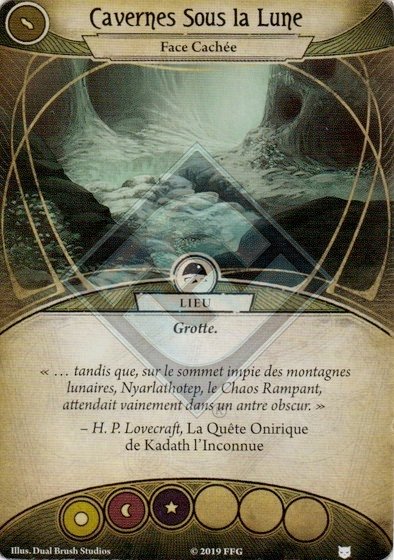 Cavernes Sous la Lune
Face Cachée
LIEU
Grotte.
« … tandis que, sur le sommet impie des montagnes
lunaires, Nyarlathotep, le Chaos Rampant,
attendait vainement dans un antre obscur. »
– H. P. Lovecraft, La Quête Onirique
de Kadath l'Inconnue
Illus. Dual Brush Studios
© 2019 FFG